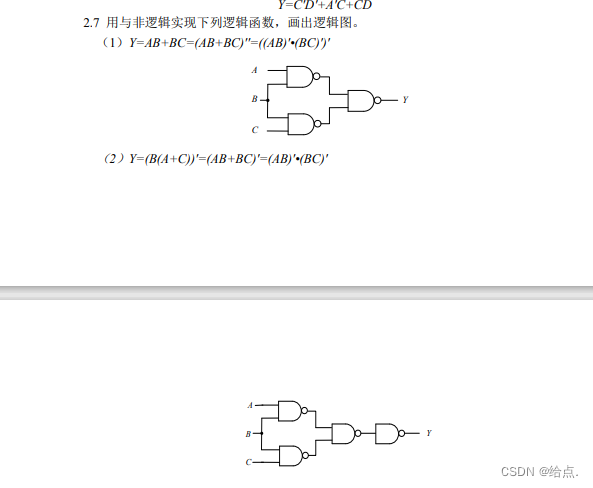 Y=C'D'+A'C+CD
2.7 用与非逻辑实现下列逻辑函数，画出逻辑图。
（1）Y=AB+BC=(AB+BC)''=((AB)'•(BC)')'
A
B
Y
C
（2）Y=(B(A+C))'=(AB+BC)'=(AB)'•(BC)'
A
B
Y
C
CSDN @给点.